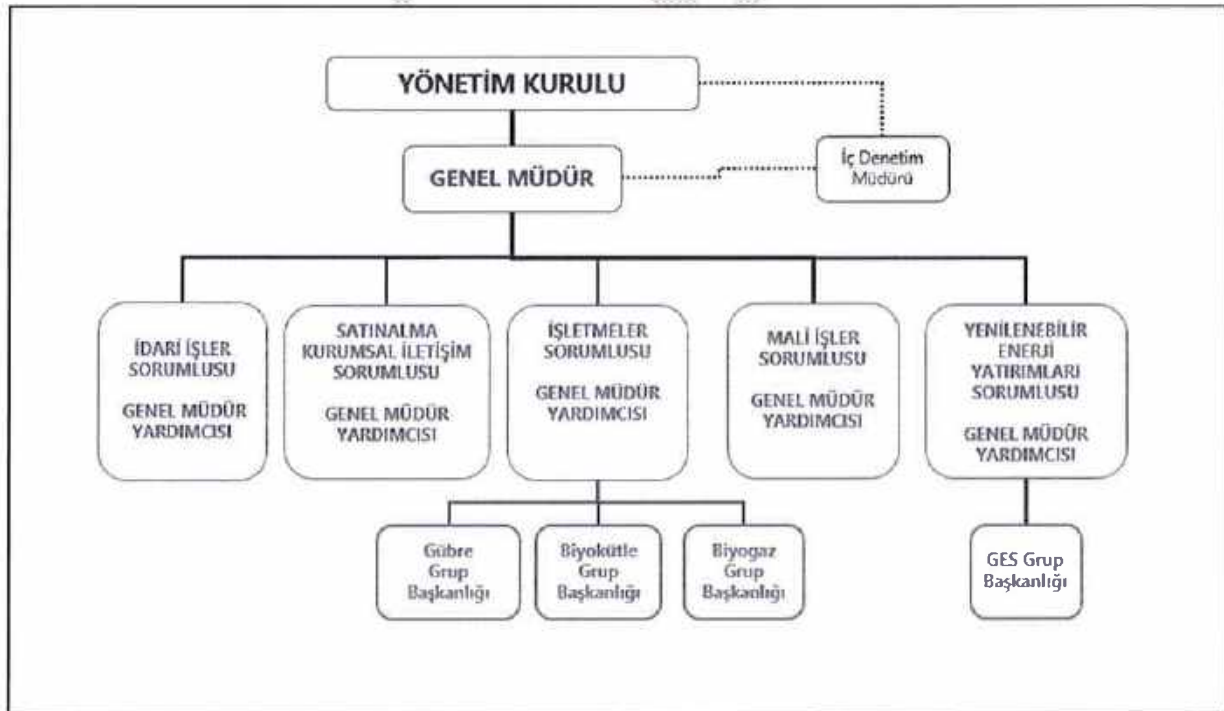 YÖNETİM KURULU
GENEL MÜDÜR
İç Denetim
Müdürü
İDARİ İŞLER
SORUMLUSU
GENEL MÜDÜR
YARDIMCISI
SATINALMA
KURUMSAL İLETİŞİM
SORUMLUSU
GENEL MÜDÜR
YARDIMCISI
İŞLETMELER
SORUMLUSU
GENEL MÜDÜR
YARDIMCISI
MALİ İŞLER
SORUMLUSU
GENEL MÜDÜR
YARDIMCISI
YENİLENEBİLİR
ENERJİ
YATIRIMLARI
SORUMLUSU
GENEL MÜDÜR
YARDIMCISI
Gübre
Grup
Başkanlığı
Biyokütle
Grup
Başkanlığı
Biyogaz
Grup
Başkanlığı
GES Grup
Başkanlığı